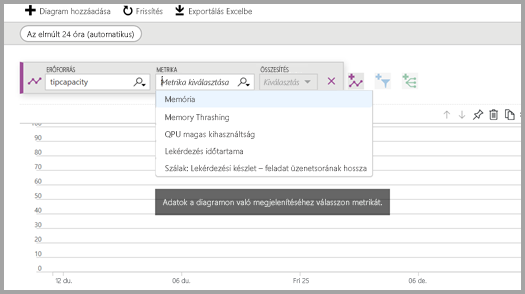 Diagram hozzáadása Frissítés Exportálás Excelbe
Az elmúlt 24 óra (automatikus)
ERŐFORRÁS METRIKA ÖSSZESÍTÉS
tipcapacity Metrika kiválasztása Kiválasztás
Memória
Memory Thrashing
QPU magas kihasználtság
Lekérdezés időtartama
Szálak: Lekérdezési készlet – feladat üzenetsorának hossza
100
90
80
70
60
50
40
30
20
10
0
Adatok a diagramon való megjelenítéséhez válasszon metrikát.
12 du. 06 du. Fri 25 06 de.